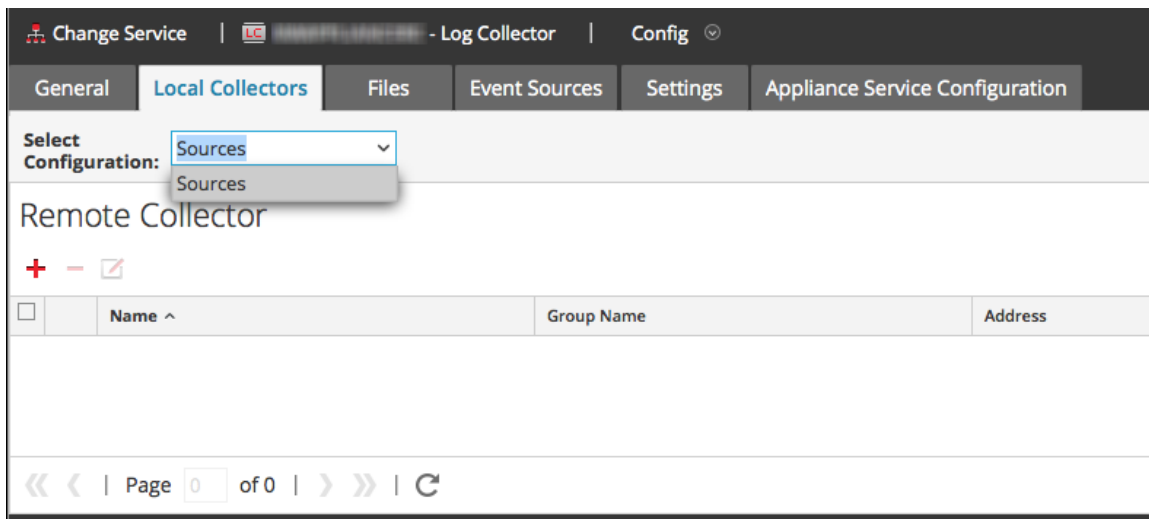 Change Service | LC - Log Collector | Config
General Local Collectors Files Event Sources Settings Appliance Service Configuration
Select Configuration: Sources
Sources
Remote Collector
Name Group Name Address
Page 0 of 0